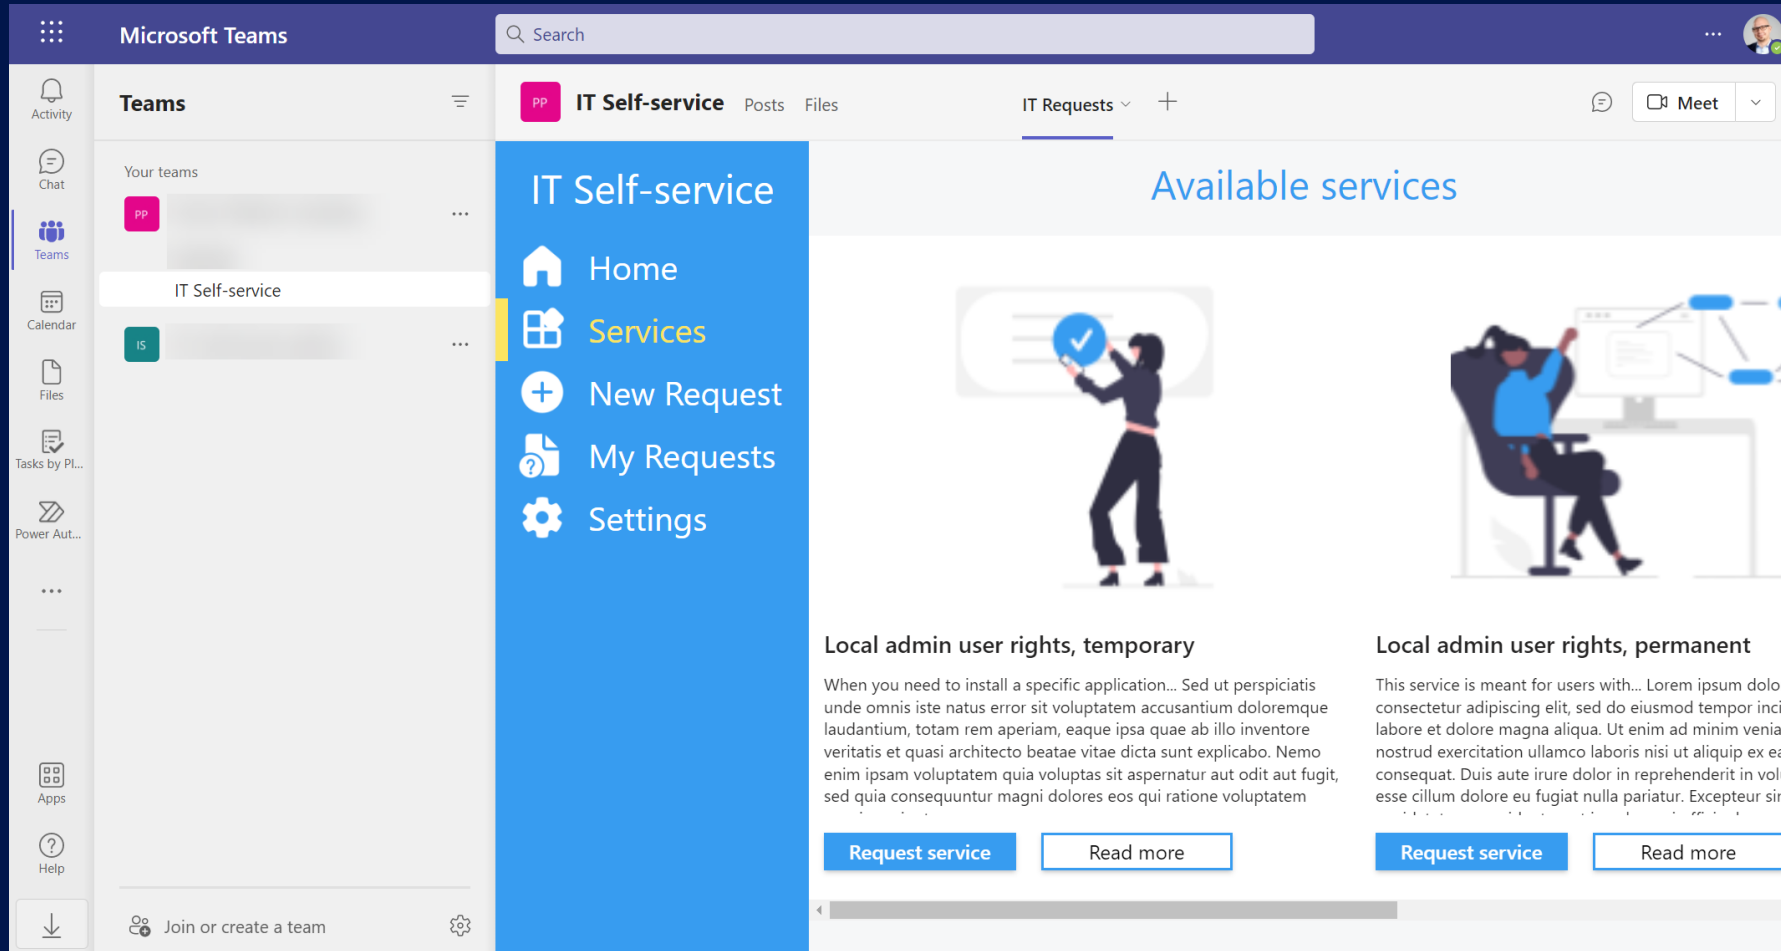 Microsoft Teams
Search
Activity
Chat
Teams
Calendar
Files
Tasks by Pl...
Power Aut...
Apps
Help
Teams
Your teams
PP
IT Self-service
IS
Join or create a team
PP
IT Self-service
Posts
Files
IT Requests
Meet
IT Self-service
Home
Services
New Request
My Requests
Settings
Available services
Local admin user rights, temporary
When you need to install a specific application... Sed ut perspiciatis
unde omnis iste natus error sit voluptatem accusantium doloremque
laudantium, totam rem aperiam, eaque ipsa quae ab illo inventore
veritatis et quasi architecto beatae vitae dicta sunt explicabo. Nemo
enim ipsam voluptatem quia voluptas sit aspernatur aut odit aut fugit,
sed quia consequuntur magni dolores eos qui ratione voluptatem
Request service
Read more
Local admin user rights, permanent
This service is meant for users with... Lorem ipsum dolo
consectetur adipiscing elit, sed do eiusmod tempor inci
labore et dolore magna aliqua. Ut enim ad minim venia
nostrud exercitation ullamco laboris nisi ut aliquip ex ea
consequat. Duis aute irure dolor in reprehenderit in vol
esse cillum dolore eu fugiat nulla pariatur. Excepteur sin
Request service
Read more